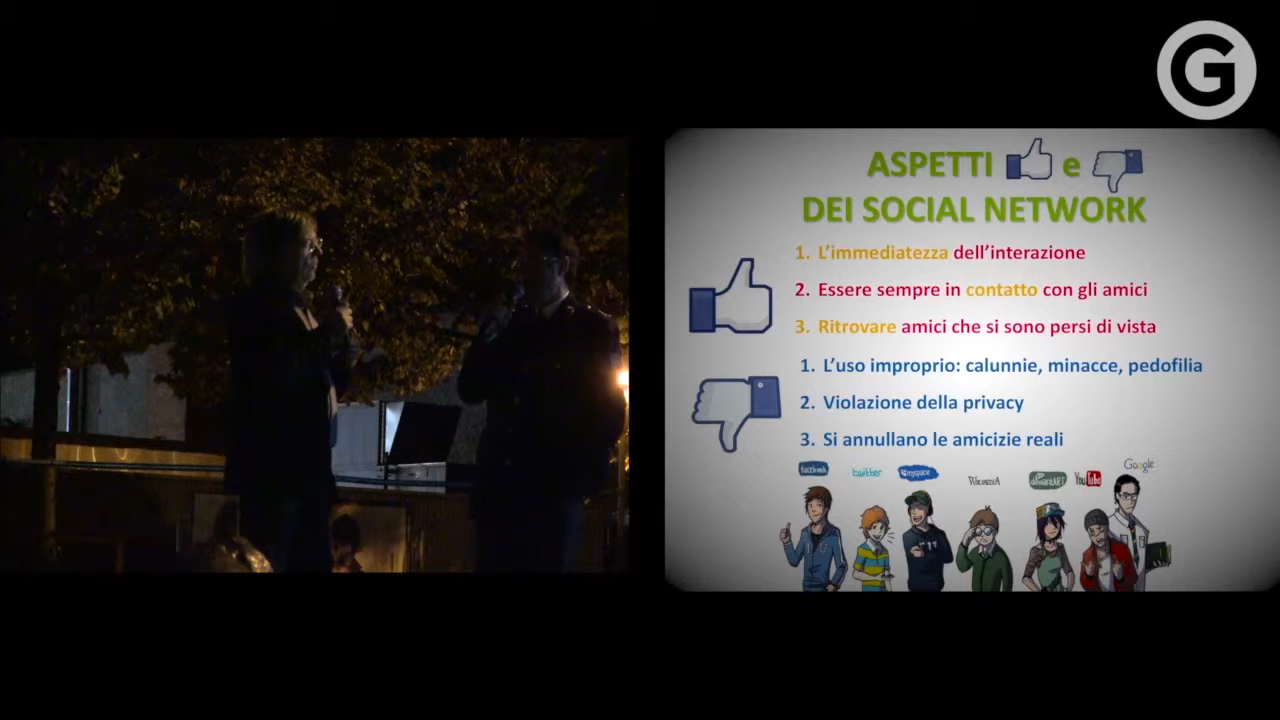 G
ASPETTI e
DEI SOCIAL NETWORK
1. L'immediatezza dell'interazione
2. Essere sempre in contatto con gli amici
3. Ritrovare amici che si sono persi di vista
1. L'uso improprio: calunnie, minacce, pedofilia
2. Violazione della privacy
3. Si annullano le amicizie reali
facebook twitter myspace WIKIPEDIA deviantART YouTube Google